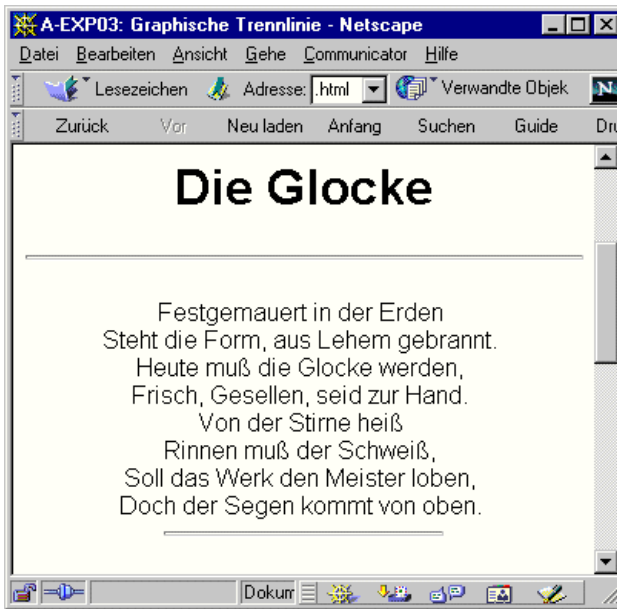 A-EXP03: Graphische Trennlinie - Netscape
Datei Bearbeiten Ansicht Gehe Communicator Hilfe
Lesezeichen Adresse: .html Verwandte Objek N
Zurück Vor Neu laden Anfang Suchen Guide Dru
Die Glocke
Festgemauert in der Erden
Steht die Form, aus Lehem gebrannt.
Heute muß die Glocke werden,
Frisch, Gesellen, seid zur Hand.
Von der Stirne heiß
Rinnen muß der Schweiß,
Soll das Werk den Meister loben,
Doch der Segen kommt von oben.
Dokum